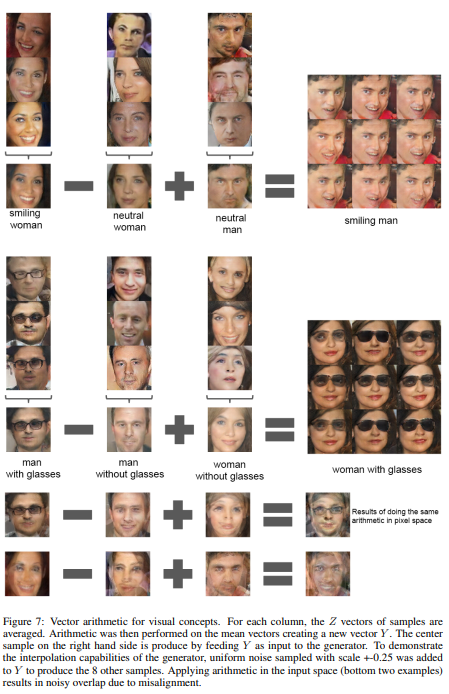 smiling woman
neutral woman
neutral man
smiling man
man with glasses
man without glasses
woman without glasses
woman with glasses
Results of doing the same
arithmetic in pixel space
Figure 7: Vector arithmetic for visual concepts. For each column, the Z vectors of samples are
averaged. Arithmetic was then performed on the mean vectors creating a new vector Y. The center
sample on the right hand side is produce by feeding Y as input to the generator. To demonstrate
the interpolation capabilities of the generator, uniform noise sampled with scale +-0.25 was added
to Y to produce the 8 other samples. Applying arithmetic in the input space (bottom two examples)
results in noisy overlap due to misalignment.